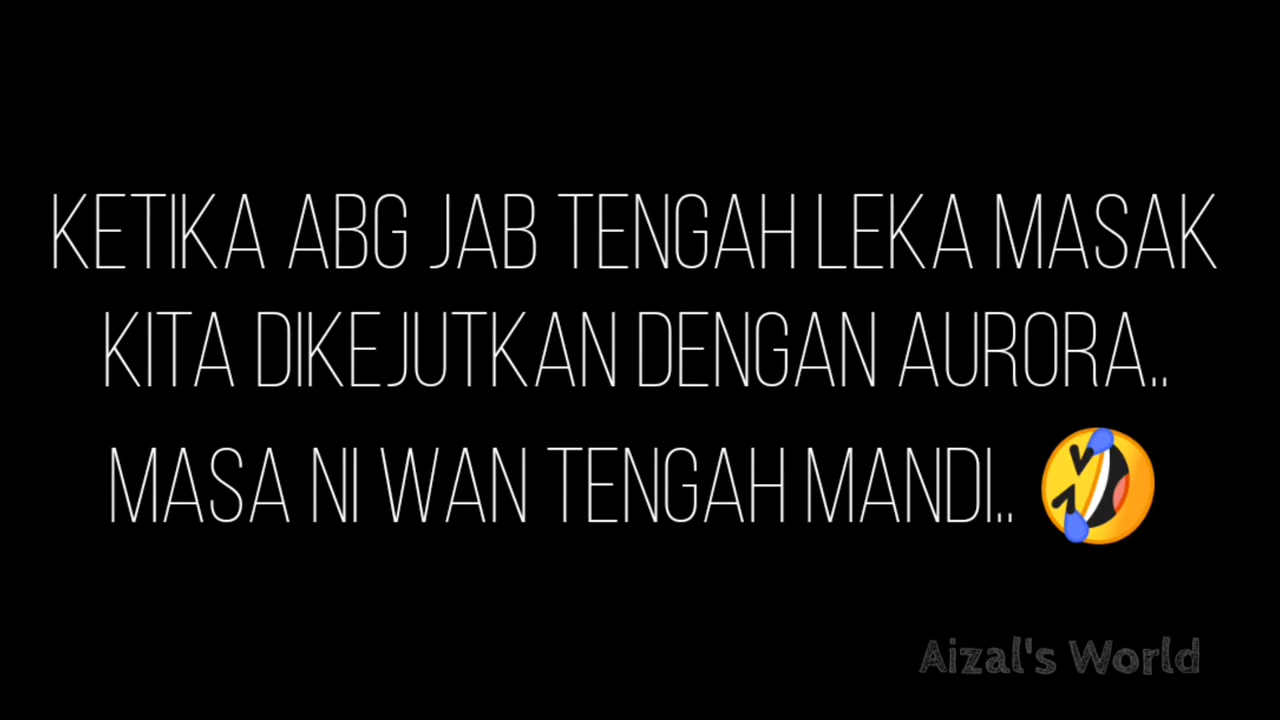 KETIKA ABG JAB TENGAH LEKA MASAK
KITA DIKEJUTKAN DENGAN AURORA..
MASA NI WAN TENGAH MANDI.. 🤣
Aizal's World